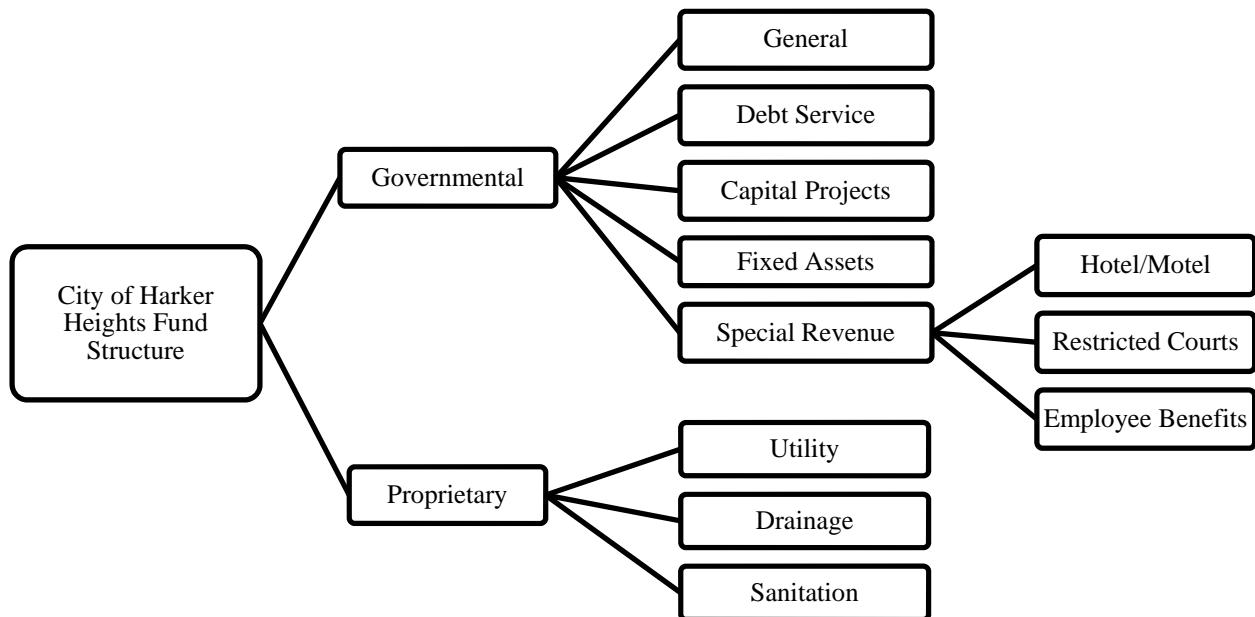 General
Debt Service
Governmental
Capital Projects
Fixed Assets
Hotel/Motel
City of Harker
Heights Fund
Structure
Special Revenue
Restricted Courts
Employee Benefits
Utility
Proprietary
Drainage
Sanitation